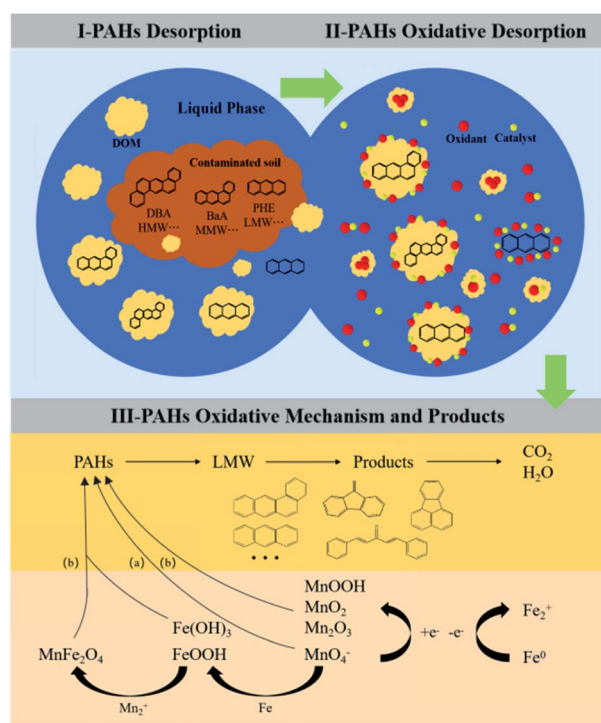 I-PAHs Desorption
II-PAHs Oxidative Desorption
Liquid Phase
DOM
Contaminated soil
DBA
HMW…
BaA
MMW…
PHE
LMW…
Oxidant
Catalyst
III-PAHs Oxidative Mechanism and Products
PAHs
LMW
Products
CO₂
H₂O
• • •
(b)
(a)
(b)
MnOOH
MnO₂
Mn₂O₃
MnO₄⁻
Fe(OH)₃
FeOOH
MnFe₂O₄
+e⁻ -e⁻
Fe₂⁺
Fe⁰
Mn₂⁺
Fe